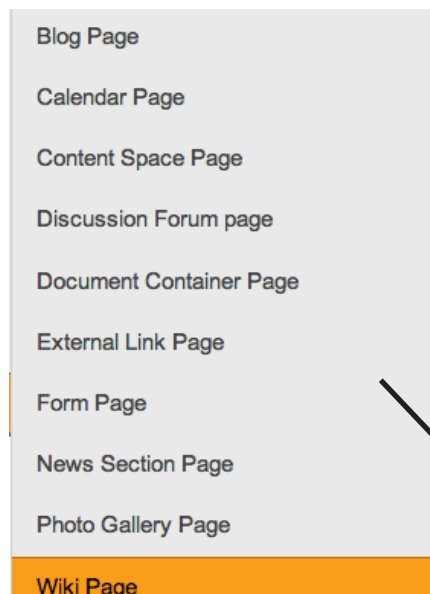 Blog Page
Calendar Page
Content Space Page
Discussion Forum page
Document Container Page
External Link Page
Form Page
News Section Page
Photo Gallery Page
Wiki Page